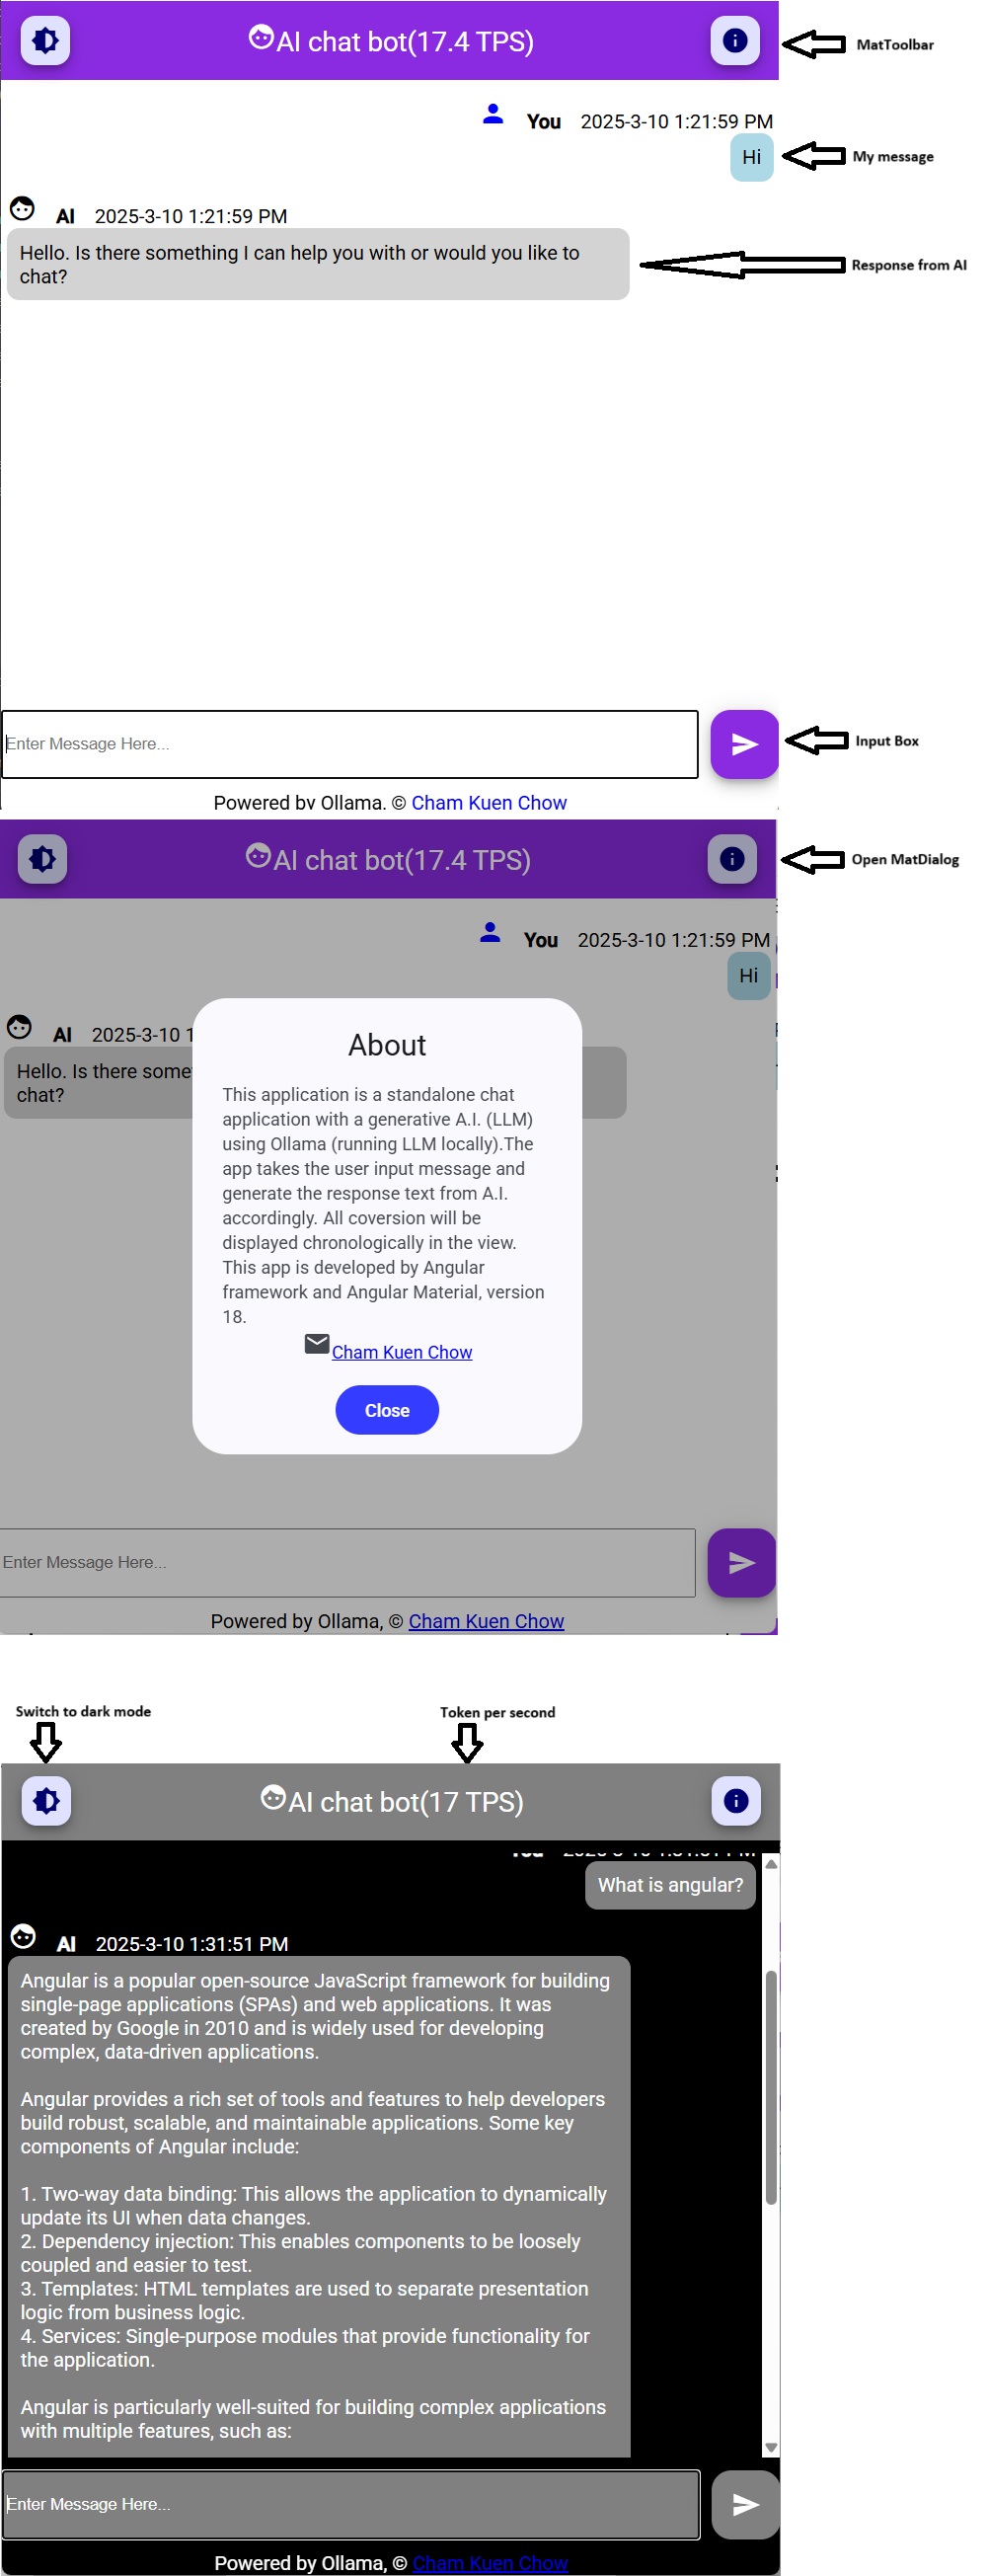 AI chat bot(17.4 TPS)
MatToolbar
You 2025-3-10 1:21:59 PM
Hi
My message
AI 2025-3-10 1:21:59 PM
Hello. Is there something I can help you with or would you like to
chat?
Response from AI
Enter Message Here...
Input Box
Powered by Ollama. © Cham Kuen Chow
AI chat bot(17.4 TPS)
Open MatDialog
You 2025-3-10 1:21:59 PM
Hi
AI 2025-3-10 1
Hello. Is there some
chat?
About
This application is a standalone chat
application with a generative A.I. (LLM)
using Ollama (running LLM locally).The
app takes the user input message and
generate the response text from A.I.
accordingly. All coversion will be
displayed chronologically in the view.
This app is developed by Angular
framework and Angular Material, version
18.
Cham Kuen Chow
Close
Enter Message Here...
Powered by Ollama, © Cham Kuen Chow
Switch to dark mode
Token per second
AI chat bot(17 TPS)
What is angular?
AI 2025-3-10 1:31:51 PM
Angular is a popular open-source JavaScript framework for building
single-page applications (SPAs) and web applications. It was
created by Google in 2010 and is widely used for developing
complex, data-driven applications.
Angular provides a rich set of tools and features to help developers
build robust, scalable, and maintainable applications. Some key
components of Angular include:
1. Two-way data binding: This allows the application to dynamically
update its UI when data changes.
2. Dependency injection: This enables components to be loosely
coupled and easier to test.
3. Templates: HTML templates are used to separate presentation
logic from business logic.
4. Services: Single-purpose modules that provide functionality for
the application.
Angular is particularly well-suited for building complex applications
with multiple features, such as:
Enter Message Here...
Powered by Ollama, © Cham Kuen Chow